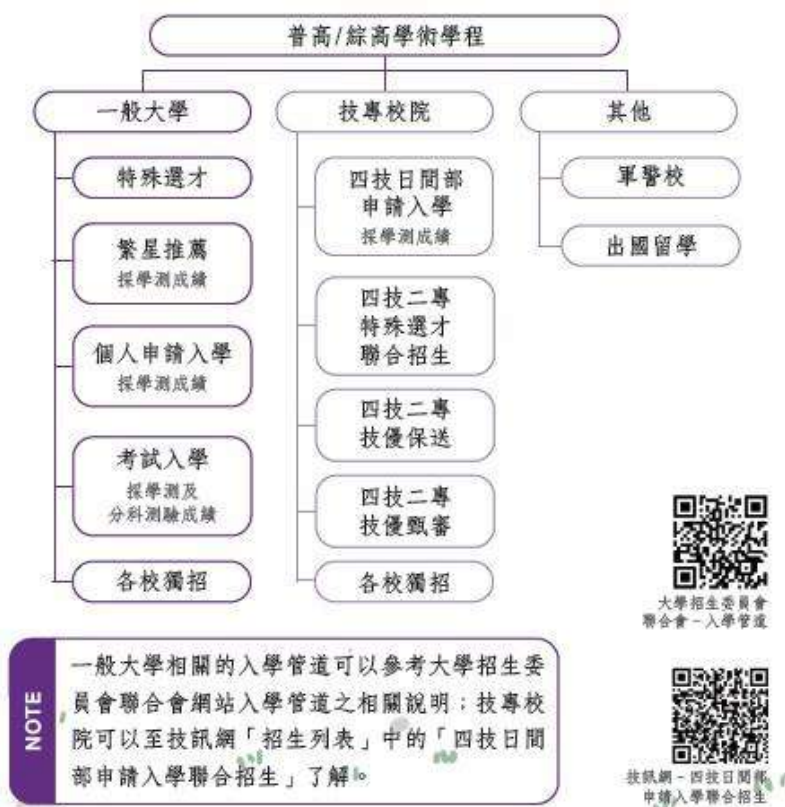 普高/綜高學術學程
一般大學
特殊選才
繁星推薦
採學測成績
個人申請入學
採學測成績
考試入學
採學測及
分科測驗成績
各校獨招
技專校院
四技日間部
申請入學
採學測成績
四技二專
特殊選才
聯合招生
四技二專
技優保送
四技二專
技優甄審
各校獨招
其他
軍警校
出國留學
大學招生委員會
聯合會－入學管道
NOTE
一般大學相關的入學管道可以參考大學招生委
員會聯合會網站入學管道之相關說明；技專校
院可以至技訊網「招生列表」中的「四技日間
部申請入學聯合招生」了解。
技訊網－四技日間部
申請入學聯合招生